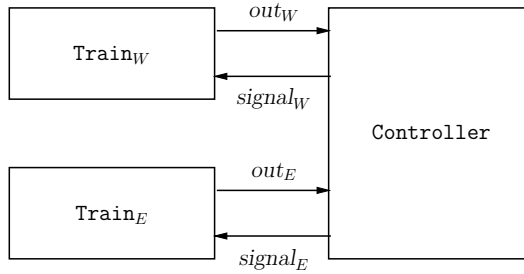 out_W
Train_W
signal_W
Controller
out_E
Train_E
signal_E